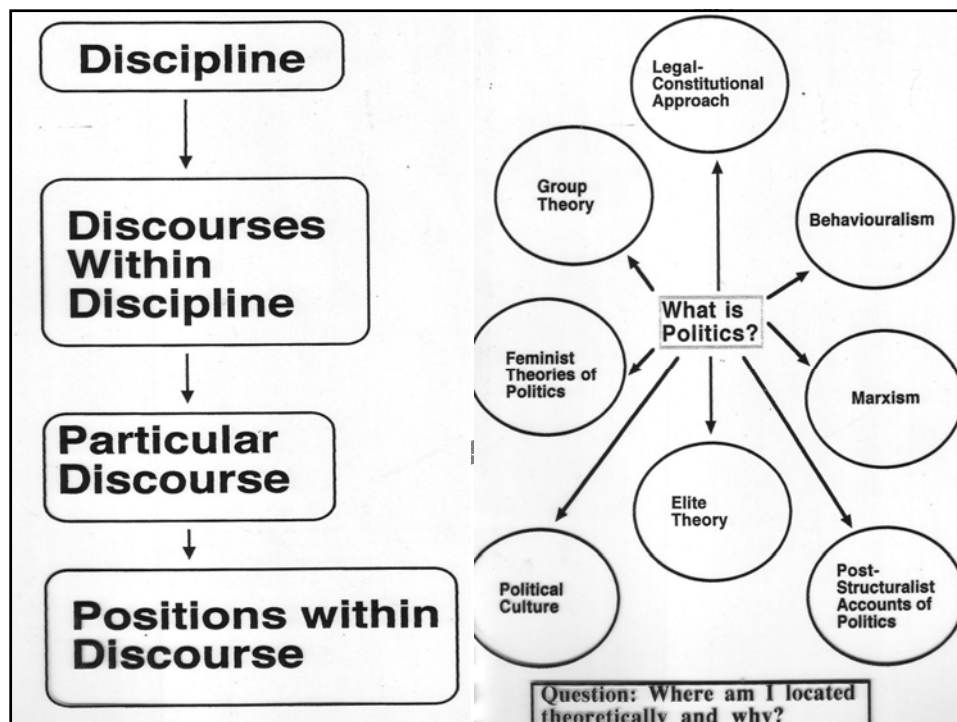 Discipline
Discourses
Within
Discipline
Particular
Discourse
Positions within
Discourse
Legal-
Constitutional
Approach
Group
Theory
Behaviouralism
What is
Politics?
Feminist
Theories of
Politics
Marxism
Elite
Theory
Political
Culture
Post-
Structuralist
Accounts of
Politics
Question: Where am I located
theoretically and why?